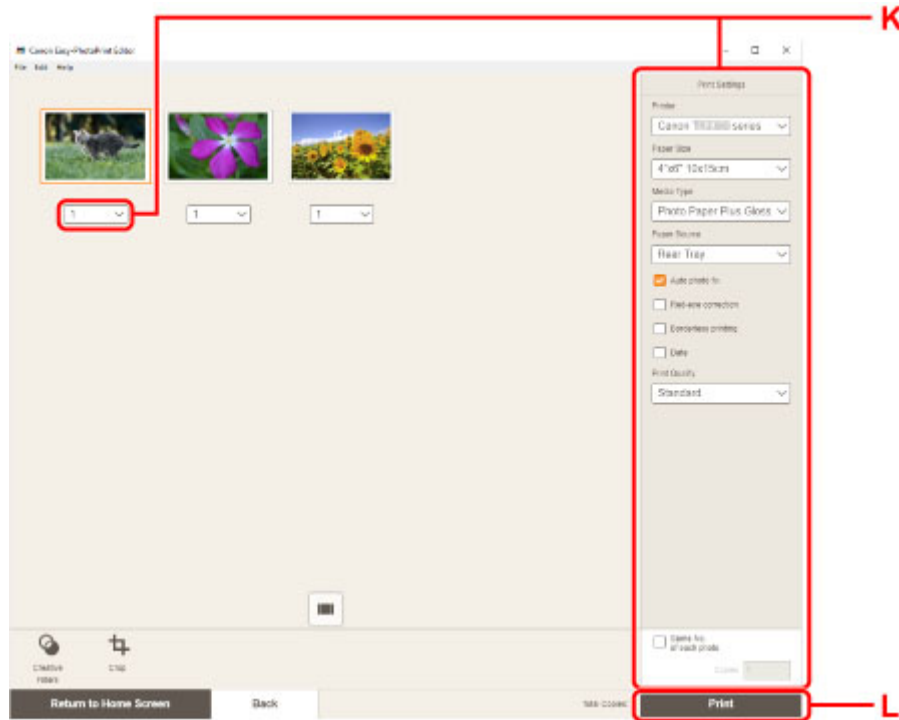 K
Canon Easy-PhotoPrint Editor
File Edit Help
Print Settings
Printer
Canon series
Paper Size
4"x6" 10x15cm
Media Type
Photo Paper Plus Gloss
1
1
1
Paper Source
Rear Tray
Auto photo fix
Red-eye correction
Borderless printing
Date
Print Quality
Standard
Same No.
of each photo
Copies
Creative
Filters
Crop
Return to Home Screen
Back
Total Copies:
Print
L